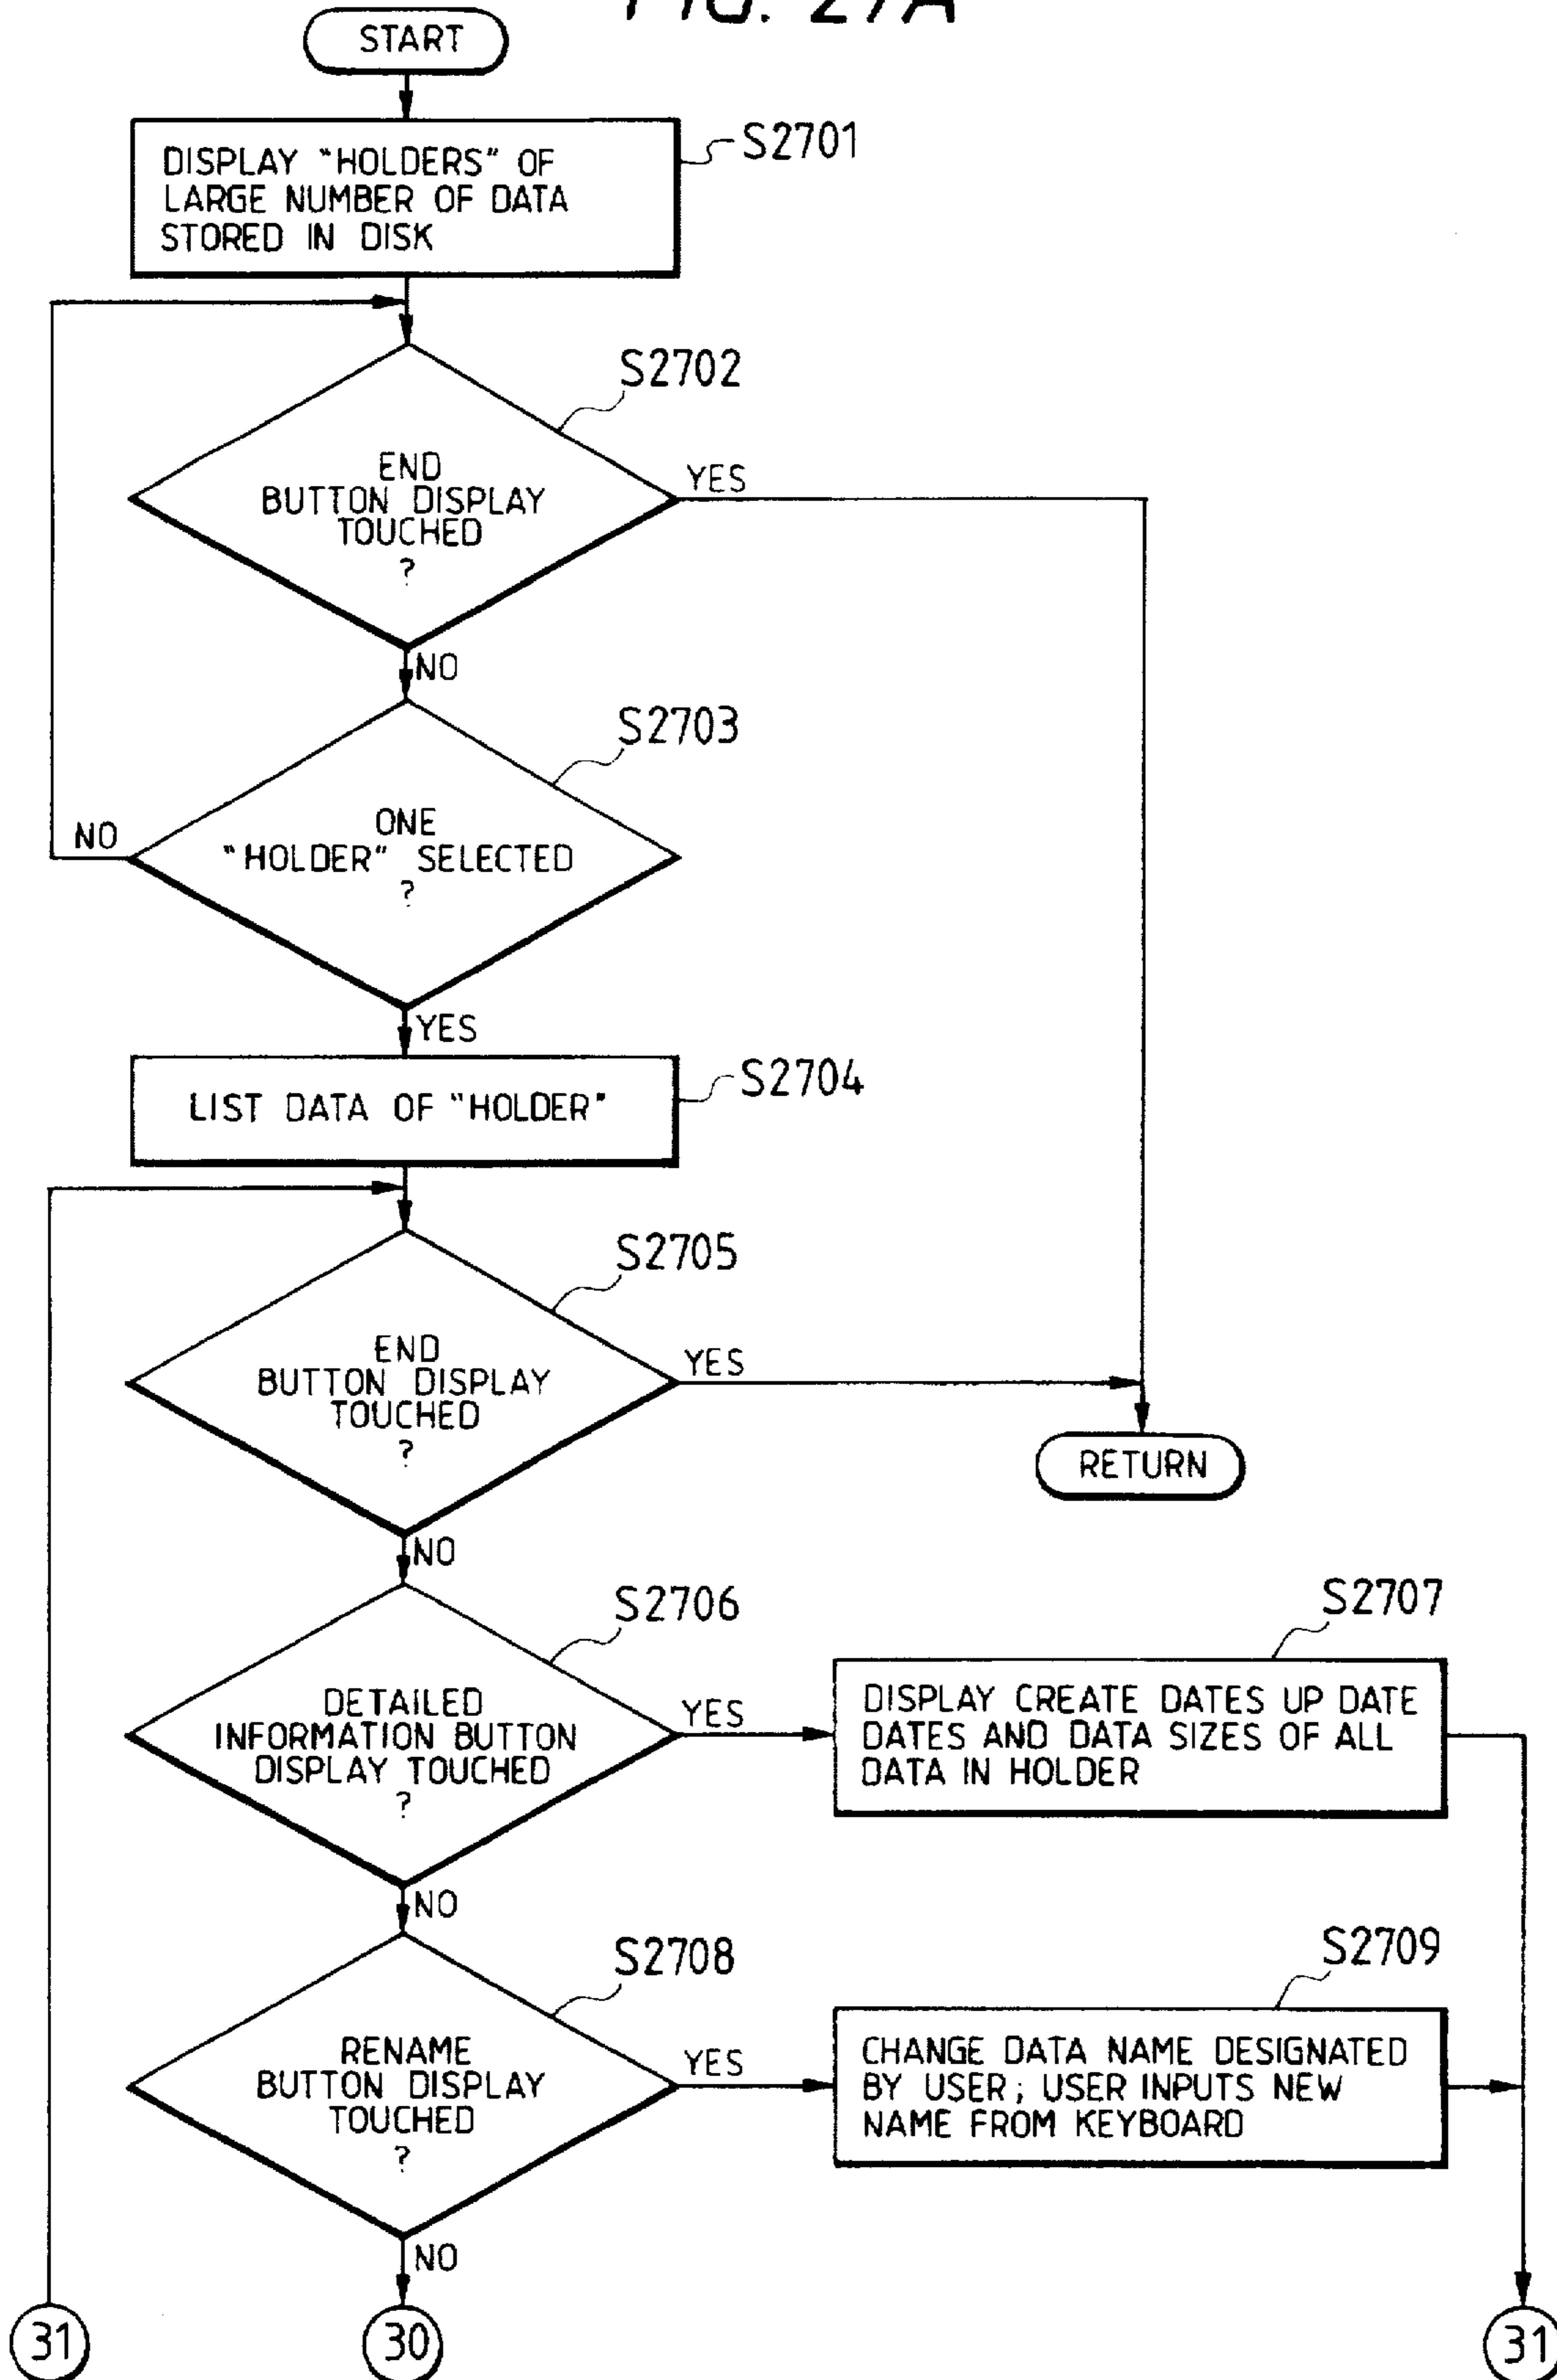 FIG. 27A
START
DISPLAY "HOLDERS" OF
LARGE NUMBER OF DATA
STORED IN DISK
S2701
S2702
END
BUTTON DISPLAY
TOUCHED
?
YES
NO
S2703
ONE
"HOLDER" SELECTED
?
NO
YES
LIST DATA OF "HOLDER"
S2704
S2705
END
BUTTON DISPLAY
TOUCHED
?
YES
RETURN
NO
S2706
DETAILED
INFORMATION BUTTON
DISPLAY TOUCHED
?
YES
S2707
DISPLAY CREATE DATES UP DATE
DATES AND DATA SIZES OF ALL
DATA IN HOLDER
NO
S2708
RENAME
BUTTON DISPLAY
TOUCHED
?
YES
S2709
CHANGE DATA NAME DESIGNATED
BY USER; USER INPUTS NEW
NAME FROM KEYBOARD
NO
31
30
31